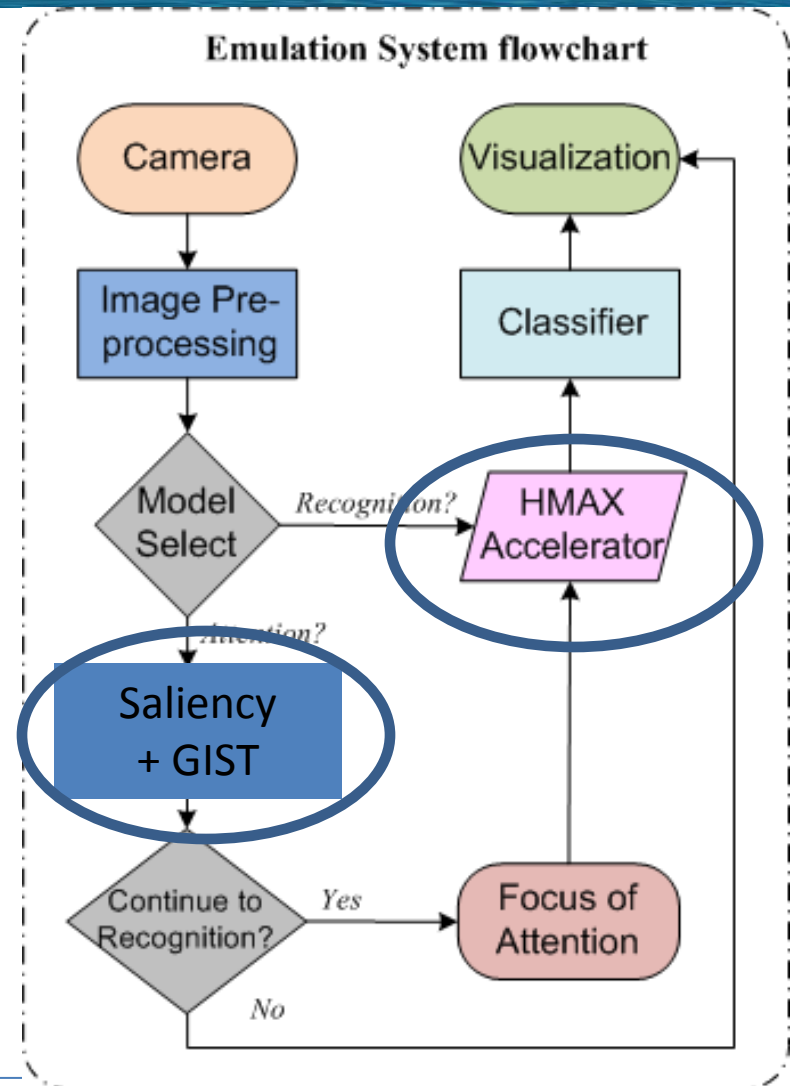 Emulation System flowchart
Camera
Visualization
Image Pre-
processing
Classifier
Model
Select
Recognition?
HMAX
Accelerator
Attention?
Saliency
+ GIST
Continue to
Recognition?
Yes
Focus of
Attention
No